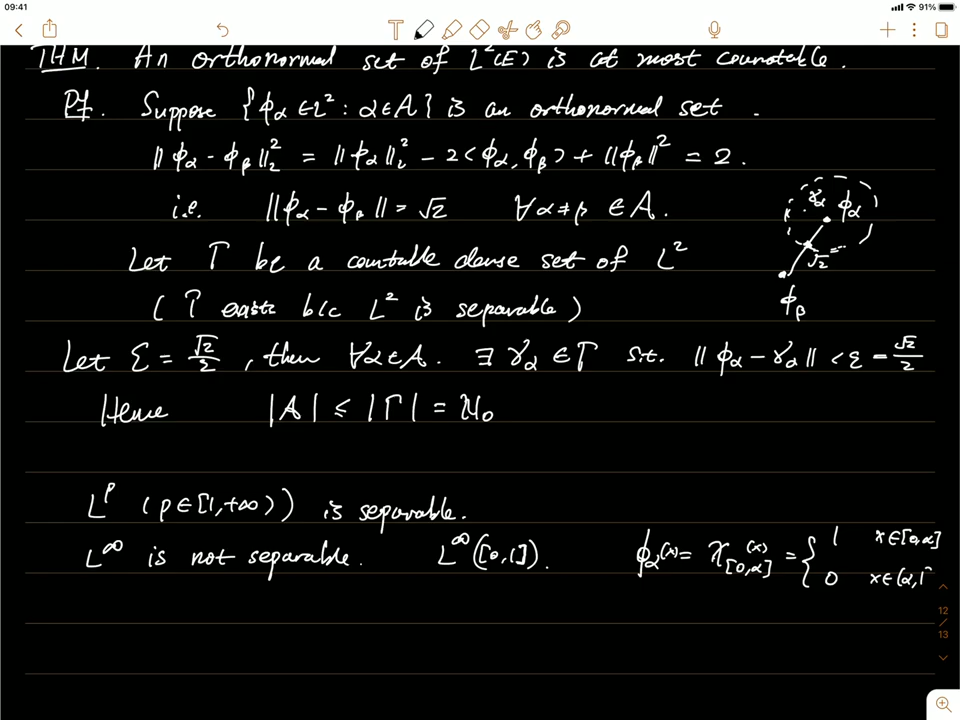 09:41 91%
THM. An orthonormal set of L²(E) is at most countable.
Pf. Suppose {ϕ_α ∈ L² : α ∈ A} is an orthonormal set .
‖ϕ_α - ϕ_β‖₂² = ‖ϕ_α‖₂² - 2<ϕ_α, ϕ_β> + ‖ϕ_β‖² = 2.
i.e. ‖ϕ_α - ϕ_β‖ = √2 ∀α≠β ∈ A.
γ_α ϕ_α
√2
ϕ_β
Let Γ be a countable dense set of L²
(Γ exists b/c L² is separable)
Let ε = √2/2, then ∀α∈A. ∃ γ_α ∈ Γ s.t. ‖ϕ_α - γ_α‖ < ε = √2/2
Hence |A| ≤ |Γ| = ℵ₀
L^p (p∈[1,+∞)) is separable.
L^∞ is not separable. L^∞([0,1]). ϕ_α(x) = χ_[0,α](x) = { 1 x∈[0,α]
0 x∈(α,1]
12
/
13